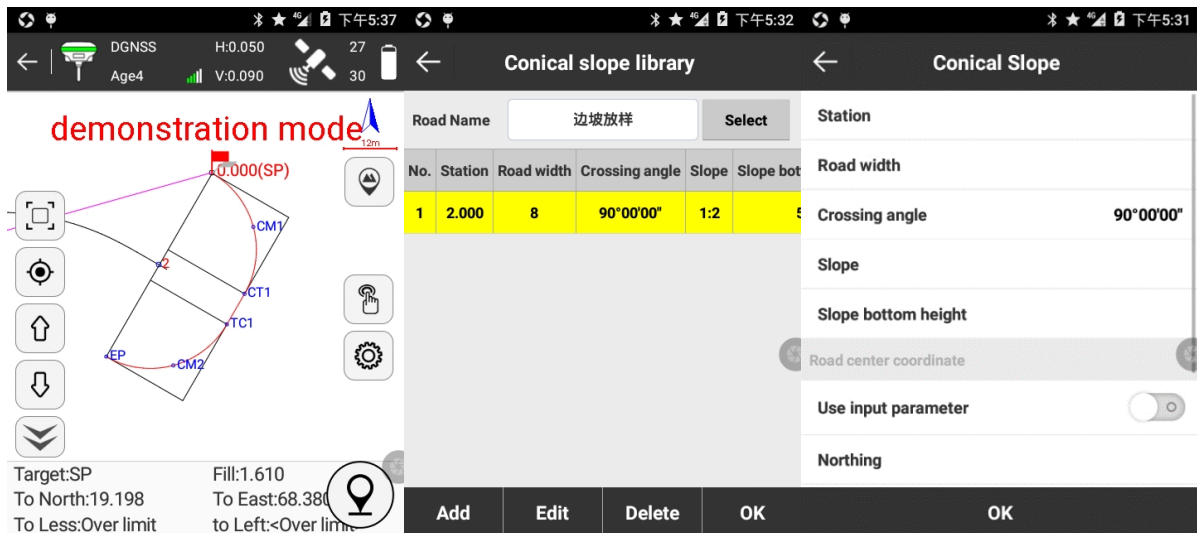 46 下午5:37
DGNSS H:0.050 27
Age4 V:0.090 30
demonstration mode
12m
0.000(SP)
CM1
2
CT1
TC1
EP
CM2
Target:SP Fill:1.610
To North:19.198 To East:68.380
To Less:Over limit to Left:<Over limit
46 下午5:32
Conical slope library
Road Name 边坡放样 Select
No. Station Road width Crossing angle Slope Slope bot
1 2.000 8 90°00'00" 1:2 5
Add Edit Delete OK
46 下午5:31
Conical Slope
Station
Road width
Crossing angle 90°00'00"
Slope
Slope bottom height
Road center coordinate
Use input parameter
Northing
OK